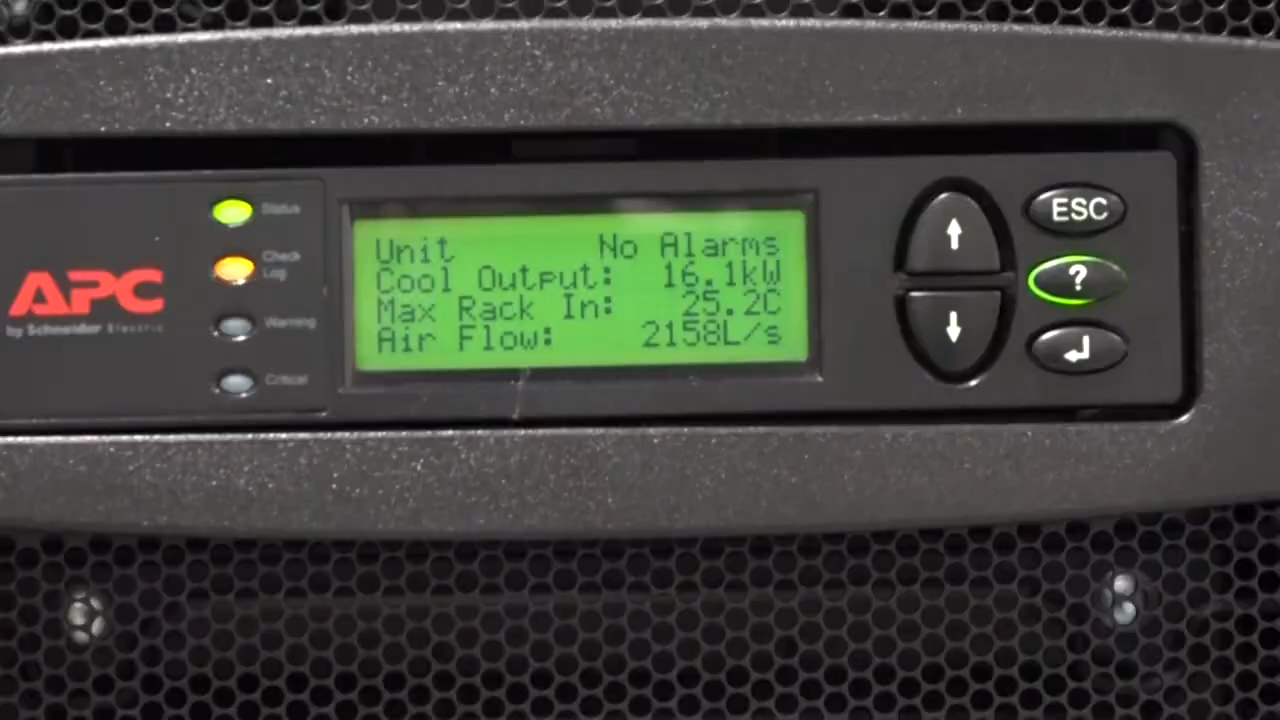 Status
Check
Log
Warning
Critical
APC
by Schneider Electric
Unit No Alarms
Cool Output: 16.1kW
Max Rack In: 25.2C
Air Flow: 2158L/s
ESC
?